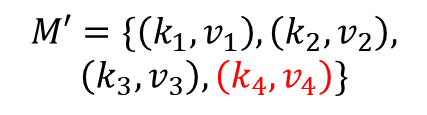 M′ = {(k₁, v₁), (k₂, v₂),
(k₃, v₃), (k₄, v₄)}